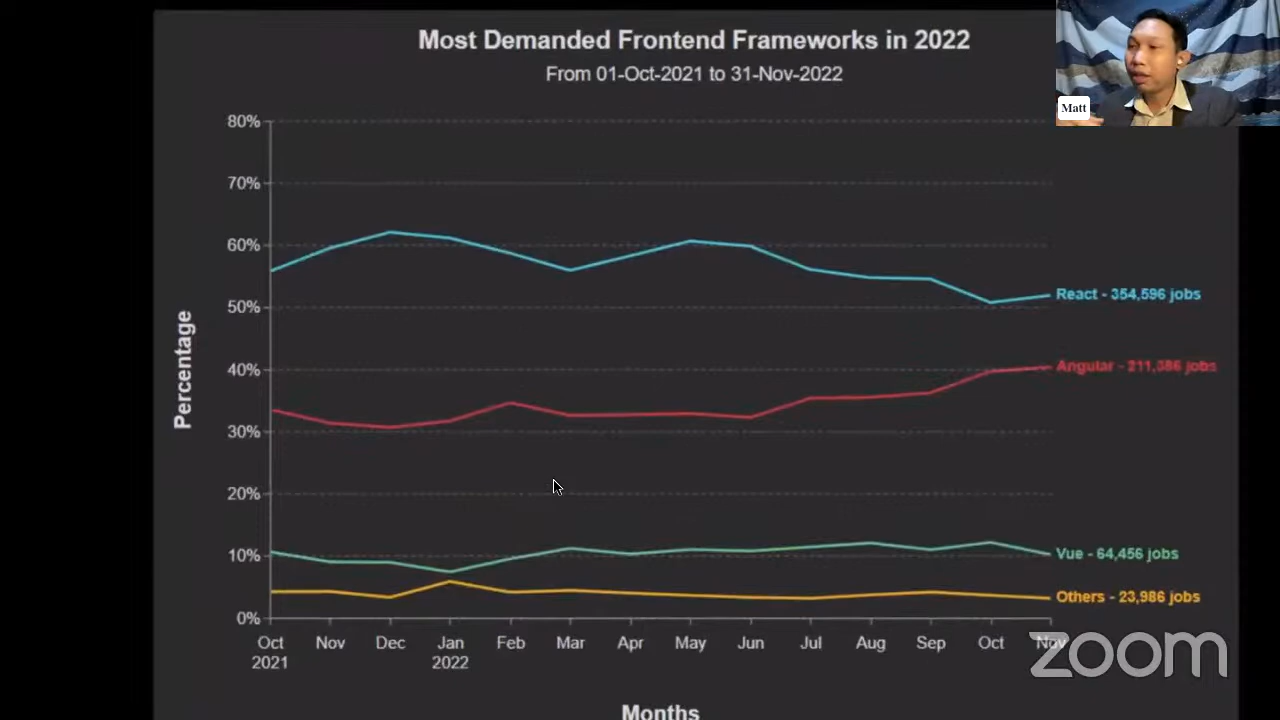 Most Demanded Frontend Frameworks in 2022
From 01-Oct-2021 to 31-Nov-2022
Matt
80%
70%
60%
50%
40%
30%
20%
10%
0%
Percentage
React - 354,596 jobs
Angular - 211,386 jobs
Vue - 64,456 jobs
Others - 23,986 jobs
Oct Nov Dec Jan Feb Mar Apr May Jun Jul Aug Sep Oct Nov
2021 2022
zoom
Months